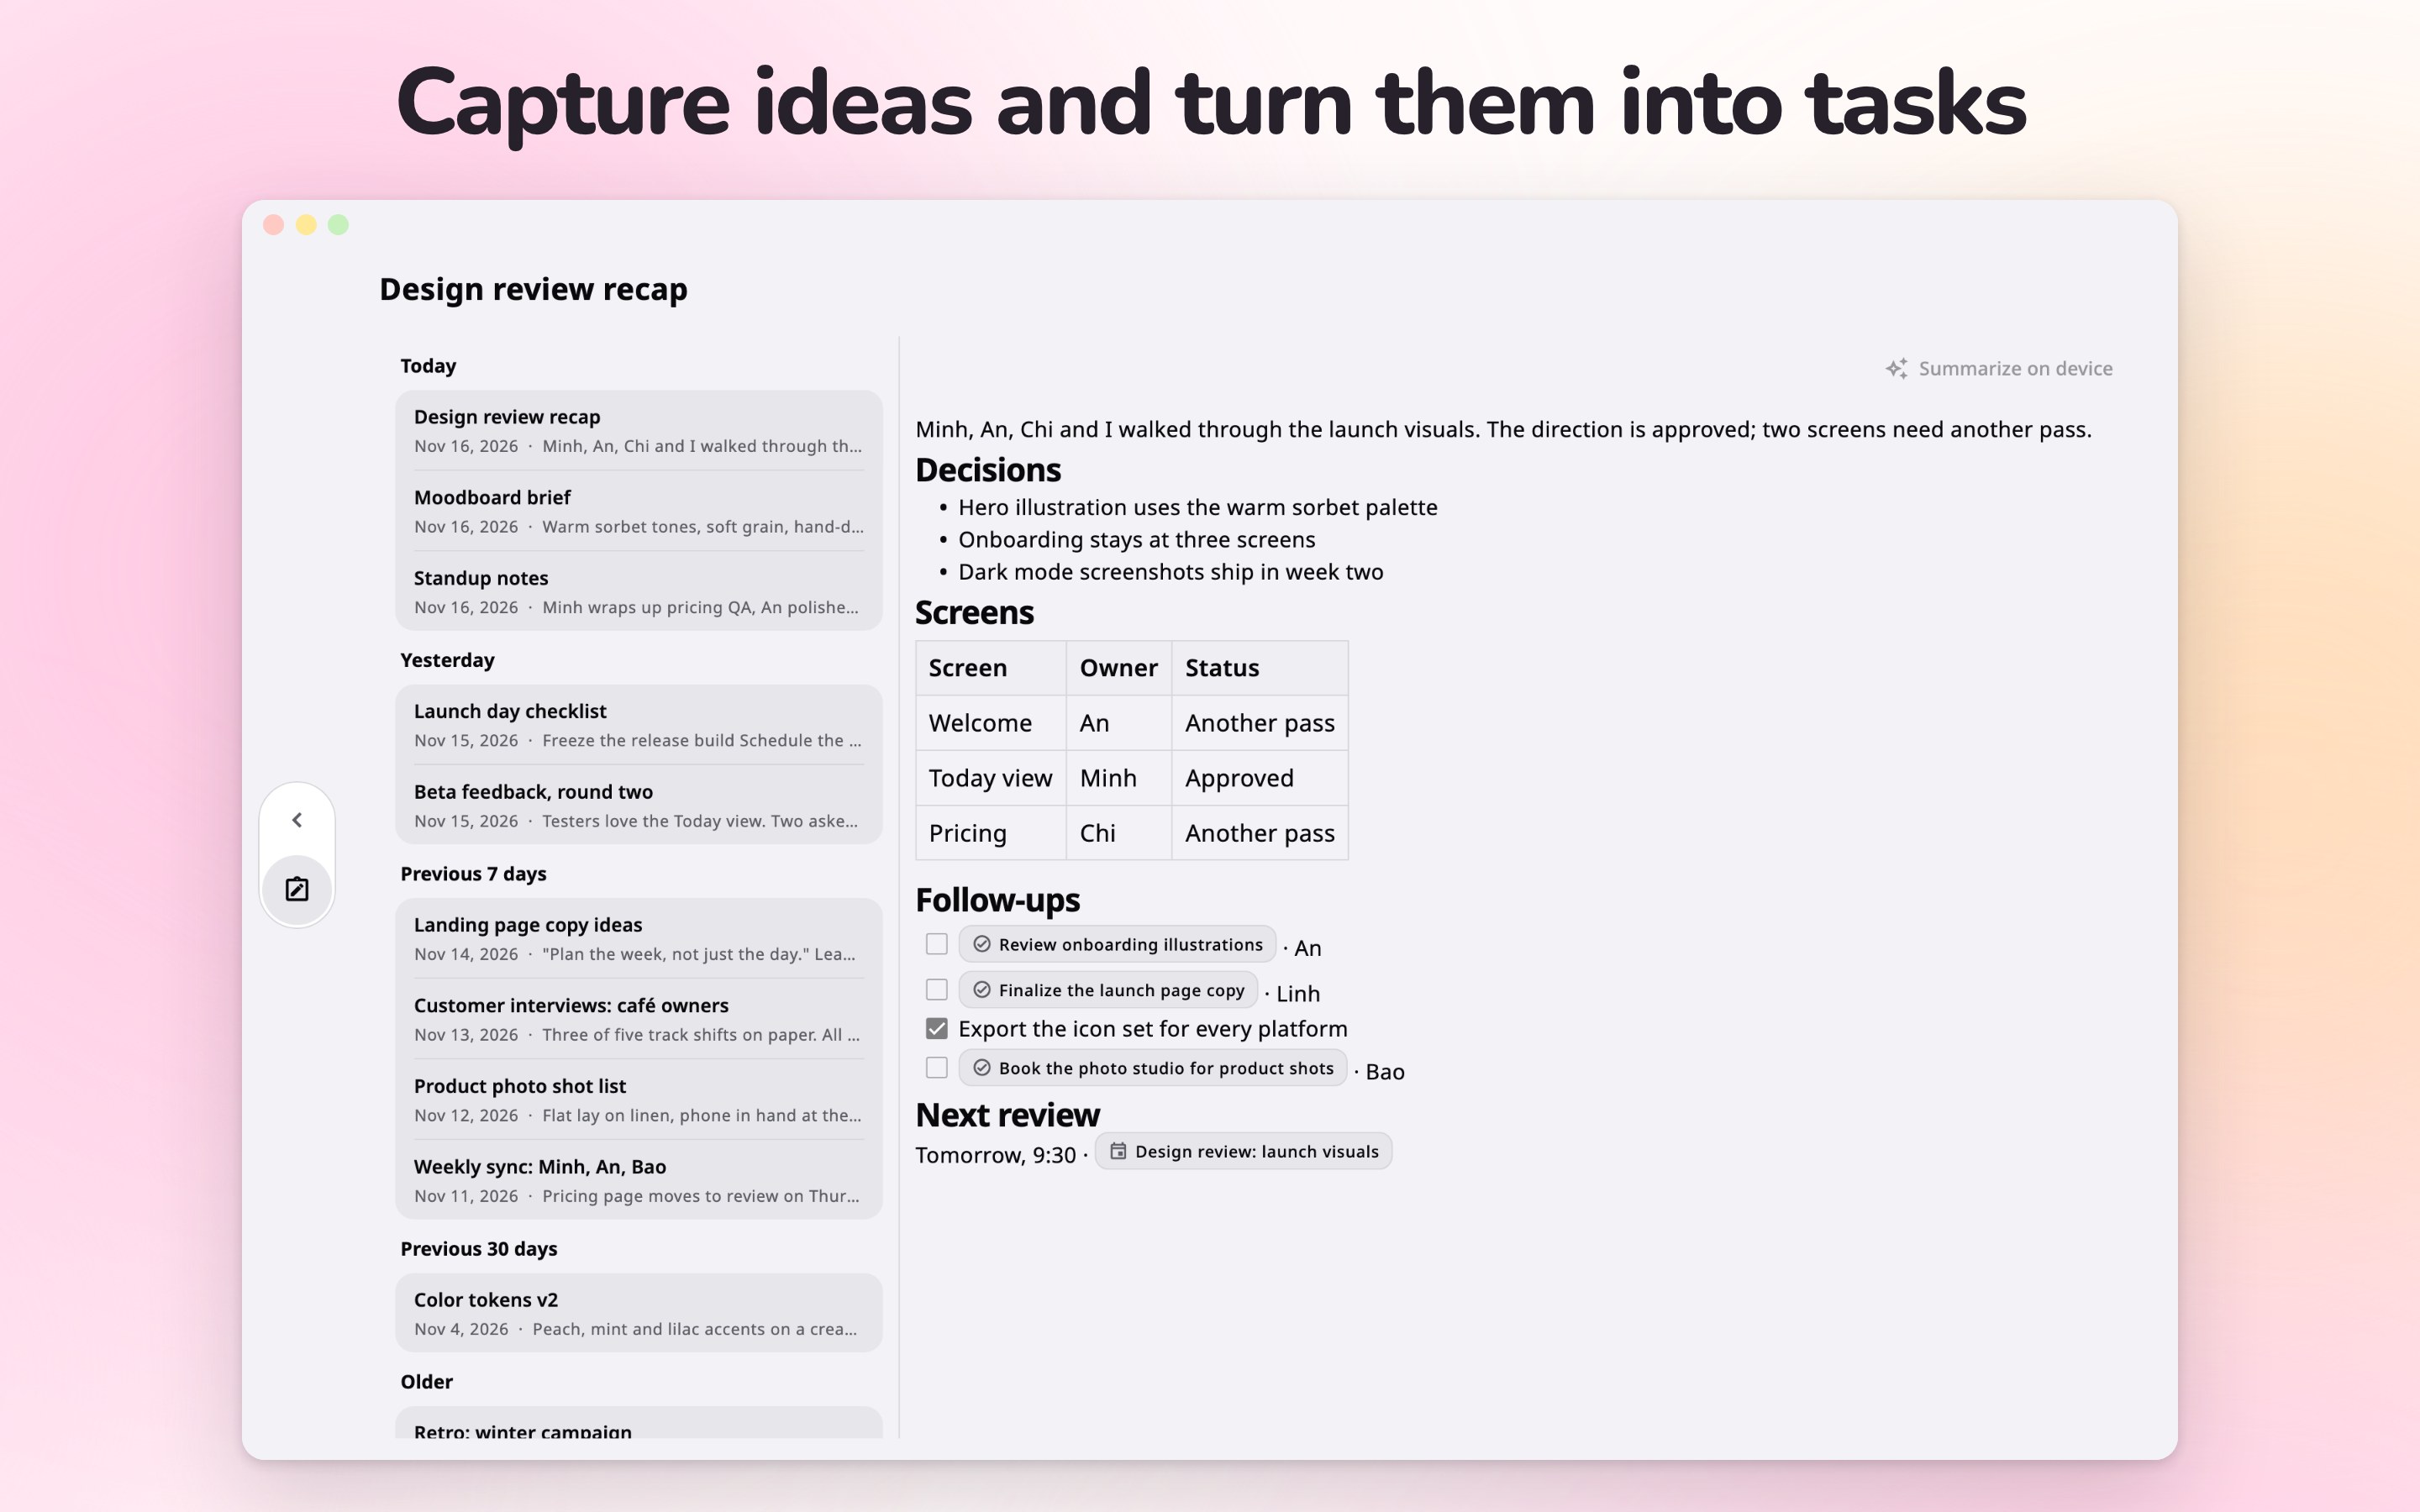 Capture ideas and turn them into tasks
Design review recap
Today
Design review recap
Nov 16, 2026 · Minh, An, Chi and I walked through th...
Moodboard brief
Nov 16, 2026 · Warm sorbet tones, soft grain, hand-d...
Standup notes
Nov 16, 2026 · Minh wraps up pricing QA, An polishe...
Yesterday
Launch day checklist
Nov 15, 2026 · Freeze the release build Schedule the ...
Beta feedback, round two
Nov 15, 2026 · Testers love the Today view. Two aske...
Previous 7 days
Landing page copy ideas
Nov 14, 2026 · "Plan the week, not just the day." Lea...
Customer interviews: café owners
Nov 13, 2026 · Three of five track shifts on paper. All ...
Product photo shot list
Nov 12, 2026 · Flat lay on linen, phone in hand at the...
Weekly sync: Minh, An, Bao
Nov 11, 2026 · Pricing page moves to review on Thur...
Previous 30 days
Color tokens v2
Nov 4, 2026 · Peach, mint and lilac accents on a crea...
Older
Retro: winter campaign
Summarize on device
Minh, An, Chi and I walked through the launch visuals. The direction is approved; two screens need another pass.
Decisions
• Hero illustration uses the warm sorbet palette
• Onboarding stays at three screens
• Dark mode screenshots ship in week two
Screens
Screen Owner Status
Welcome An Another pass
Today view Minh Approved
Pricing Chi Another pass
Follow-ups
Review onboarding illustrations · An
Finalize the launch page copy · Linh
Export the icon set for every platform
Book the photo studio for product shots · Bao
Next review
Tomorrow, 9:30 · Design review: launch visuals